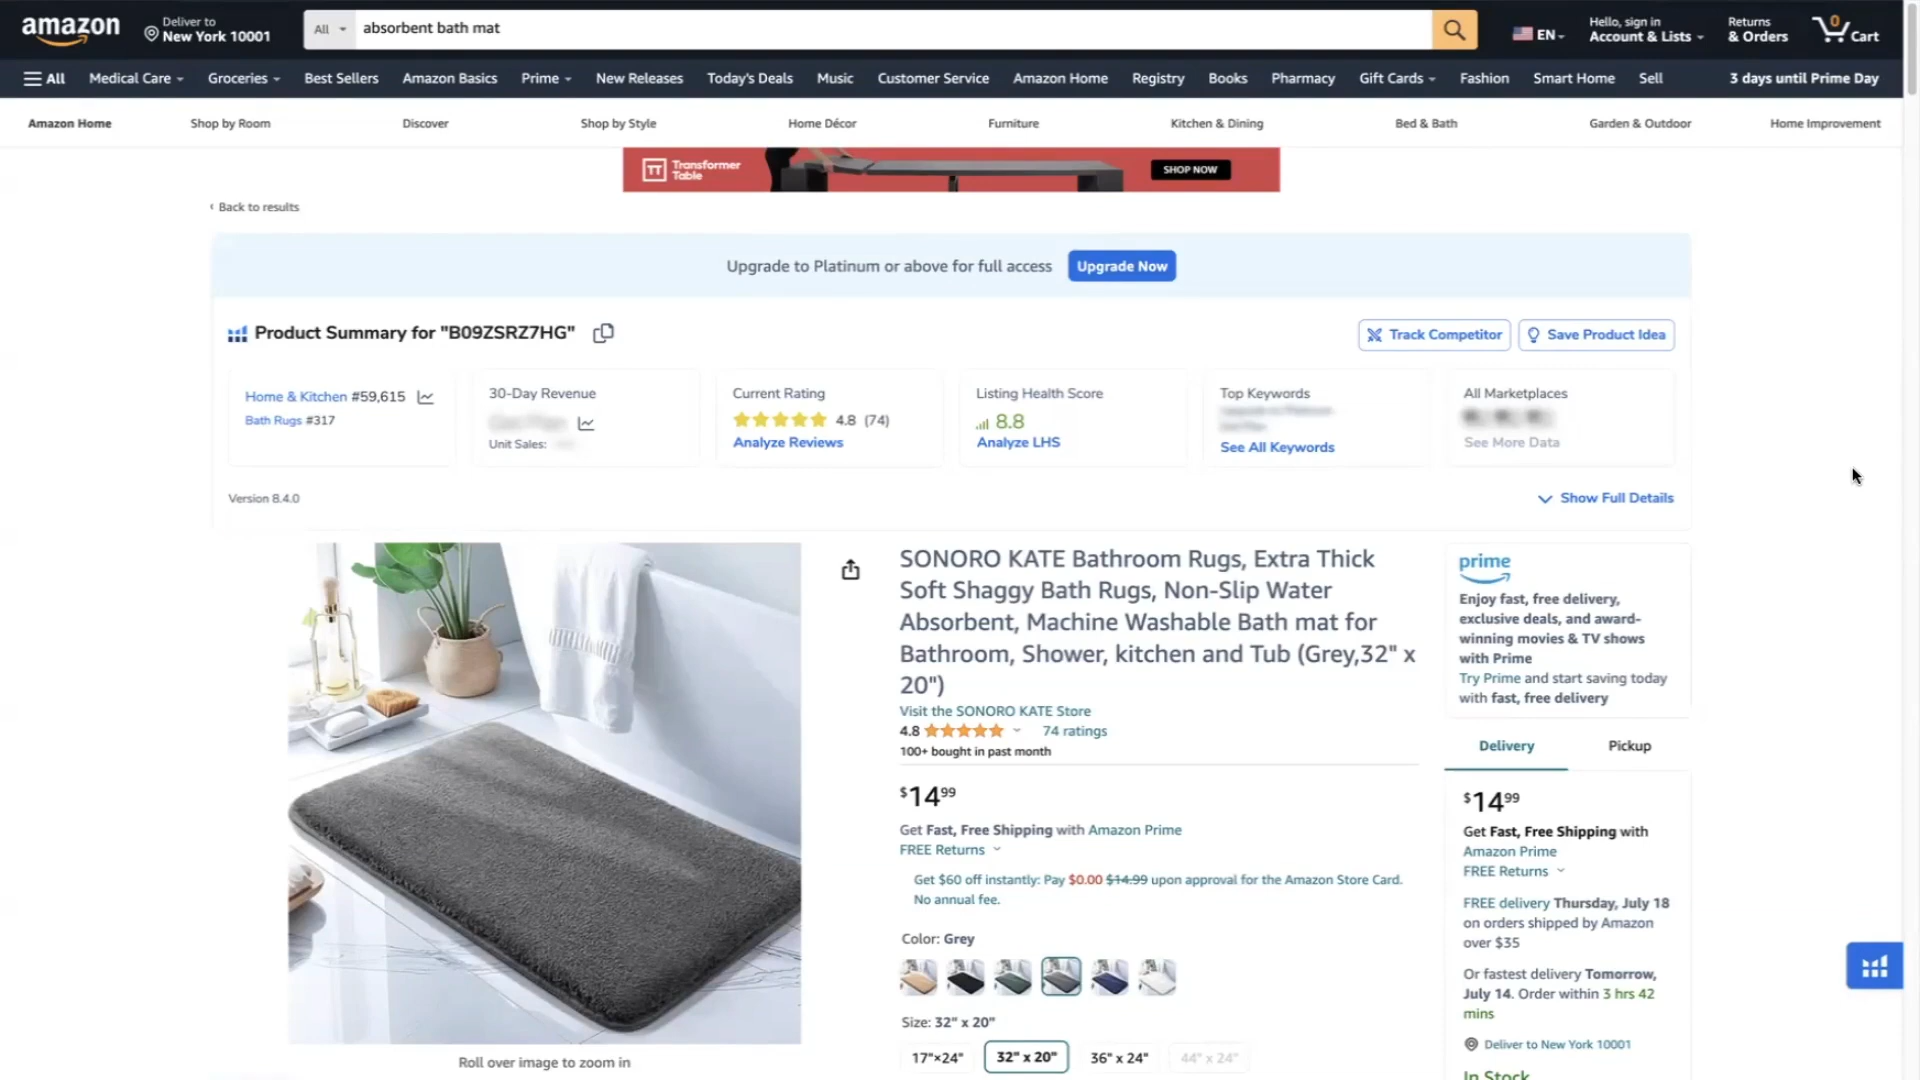 amazon
Deliver to
New York 10001
All
absorbent bath mat
EN
Hello, sign in
Account & Lists
Returns
& Orders
0
Cart
All
Medical Care
Groceries
Best Sellers
Amazon Basics
Prime
New Releases
Today's Deals
Music
Customer Service
Amazon Home
Registry
Books
Pharmacy
Gift Cards
Fashion
Smart Home
Sell
3 days until Prime Day
Amazon Home
Shop by Room
Discover
Shop by Style
Home Décor
Furniture
Kitchen & Dining
Bed & Bath
Garden & Outdoor
Home Improvement
Transformer
Table
SHOP NOW
‹ Back to results
Upgrade to Platinum or above for full access
Upgrade Now
Product Summary for "B09ZSRZ7HG"
Track Competitor
Save Product Idea
Home & Kitchen #59,615
Bath Rugs #317
30-Day Revenue
Unit Sales:
Current Rating
4.8 (74)
Analyze Reviews
Listing Health Score
8.8
Analyze LHS
Top Keywords
See All Keywords
All Marketplaces
See More Data
Version 8.4.0
Show Full Details
SONORO KATE Bathroom Rugs, Extra Thick
Soft Shaggy Bath Rugs, Non-Slip Water
Absorbent, Machine Washable Bath mat for
Bathroom, Shower, kitchen and Tub (Grey,32" x
20")
Visit the SONORO KATE Store
4.8
74 ratings
100+ bought in past month
$14 99
Get Fast, Free Shipping with Amazon Prime
FREE Returns
Get $60 off instantly: Pay $0.00 $14.99 upon approval for the Amazon Store Card.
No annual fee.
Color: Grey
Size: 32" x 20"
17"×24"
32" x 20"
36" x 24"
44" x 24"
Roll over image to zoom in
prime
Enjoy fast, free delivery,
exclusive deals, and award-
winning movies & TV shows
with Prime
Try Prime and start saving today
with fast, free delivery
Delivery
Pickup
$14 99
Get Fast, Free Shipping with
Amazon Prime
FREE Returns
FREE delivery Thursday, July 18
on orders shipped by Amazon
over $35
Or fastest delivery Tomorrow,
July 14. Order within 3 hrs 42
mins
Deliver to New York 10001
In Stock